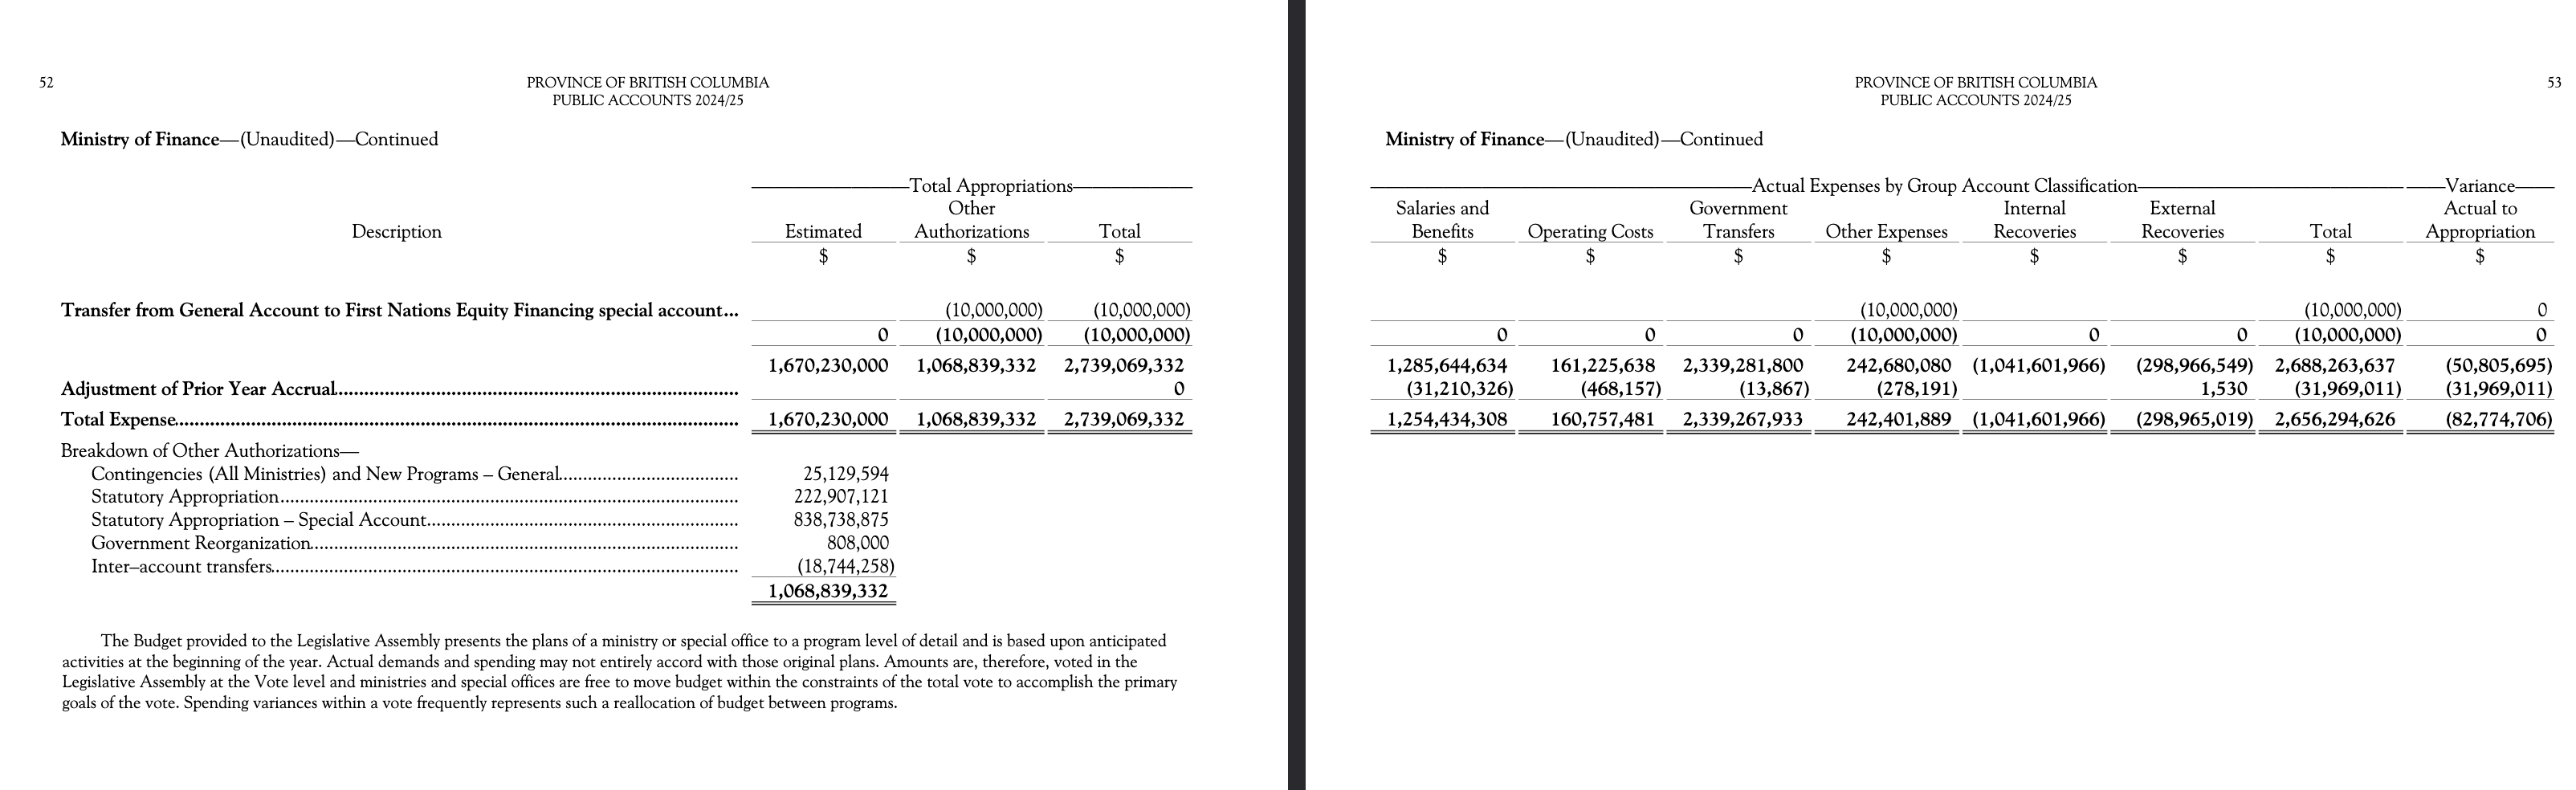 52
PROVINCE OF BRITISH COLUMBIA
PUBLIC ACCOUNTS 2024/25
Ministry of Finance—(Unaudited)—Continued
Total Appropriations
Other
Description Estimated Authorizations Total
$ $ $
Transfer from General Account to First Nations Equity Financing special account... (10,000,000) (10,000,000)
0 (10,000,000) (10,000,000)
1,670,230,000 1,068,839,332 2,739,069,332
Adjustment of Prior Year Accrual 0
Total Expense 1,670,230,000 1,068,839,332 2,739,069,332
Breakdown of Other Authorizations—
Contingencies (All Ministries) and New Programs – General 25,129,594
Statutory Appropriation 222,907,121
Statutory Appropriation – Special Account 838,738,875
Government Reorganization 808,000
Inter–account transfers (18,744,258)
1,068,839,332
The Budget provided to the Legislative Assembly presents the plans of a ministry or special office to a program level of detail and is based upon anticipated
activities at the beginning of the year. Actual demands and spending may not entirely accord with those original plans. Amounts are, therefore, voted in the
Legislative Assembly at the Vote level and ministries and special offices are free to move budget within the constraints of the total vote to accomplish the primary
goals of the vote. Spending variances within a vote frequently represents such a reallocation of budget between programs.
PROVINCE OF BRITISH COLUMBIA
53
PUBLIC ACCOUNTS 2024/25
Ministry of Finance—(Unaudited)—Continued
Actual Expenses by Group Account Classification Variance
Salaries and Government Internal External Actual to
Benefits Operating Costs Transfers Other Expenses Recoveries Recoveries Total Appropriation
$ $ $ $ $ $ $ $
(10,000,000) (10,000,000) 0
0 0 0 (10,000,000) 0 0 (10,000,000) 0
1,285,644,634 161,225,638 2,339,281,800 242,680,080 (1,041,601,966) (298,966,549) 2,688,263,637 (50,805,695)
(31,210,326) (468,157) (13,867) (278,191) 1,530 (31,969,011) (31,969,011)
1,254,434,308 160,757,481 2,339,267,933 242,401,889 (1,041,601,966) (298,965,019) 2,656,294,626 (82,774,706)